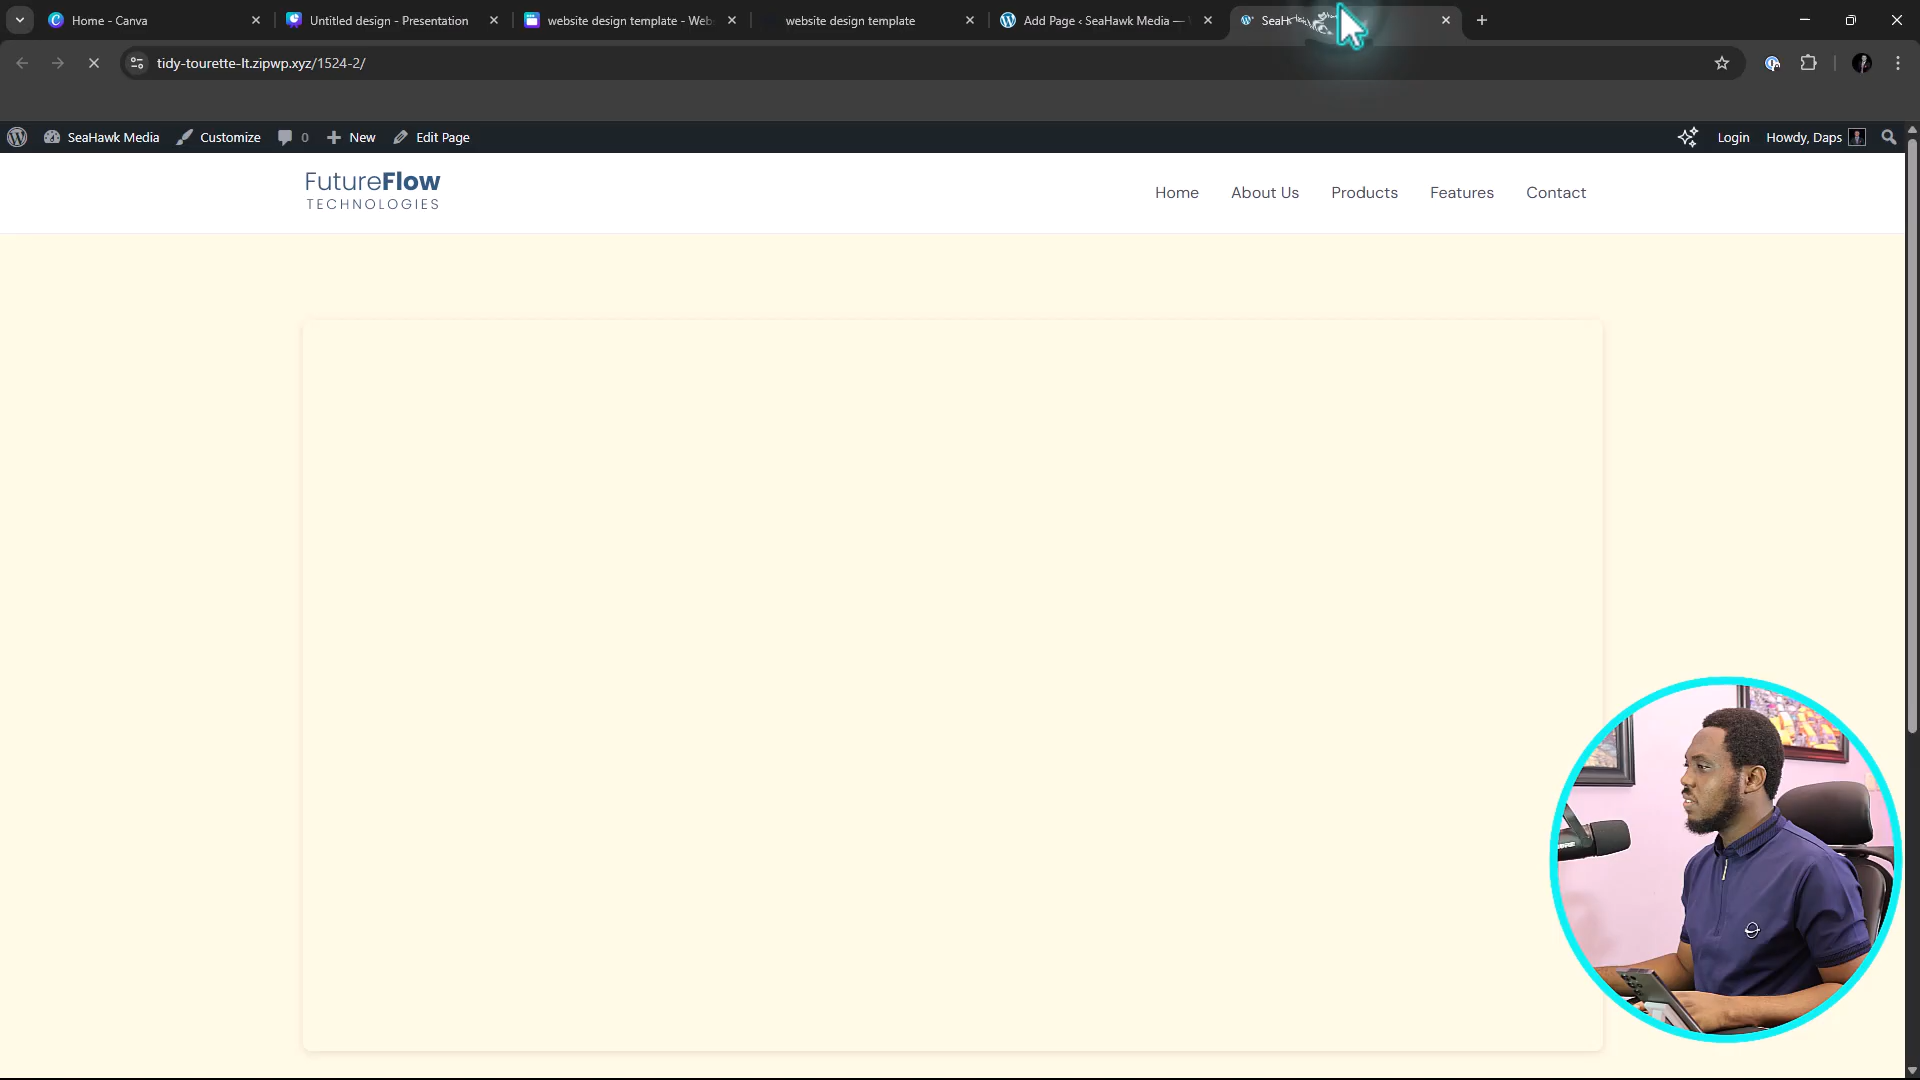 Home - Canva
Untitled design - Presentation
website design template - Web
website design template
Add Page ‹ SeaHawk Media —
SeaH
tidy-tourette-lt.zipwp.xyz/1524-2/
SeaHawk Media
Customize
0
New
Edit Page
Login
Howdy, Daps
FutureFlow
TECHNOLOGIES
Home
About Us
Products
Features
Contact